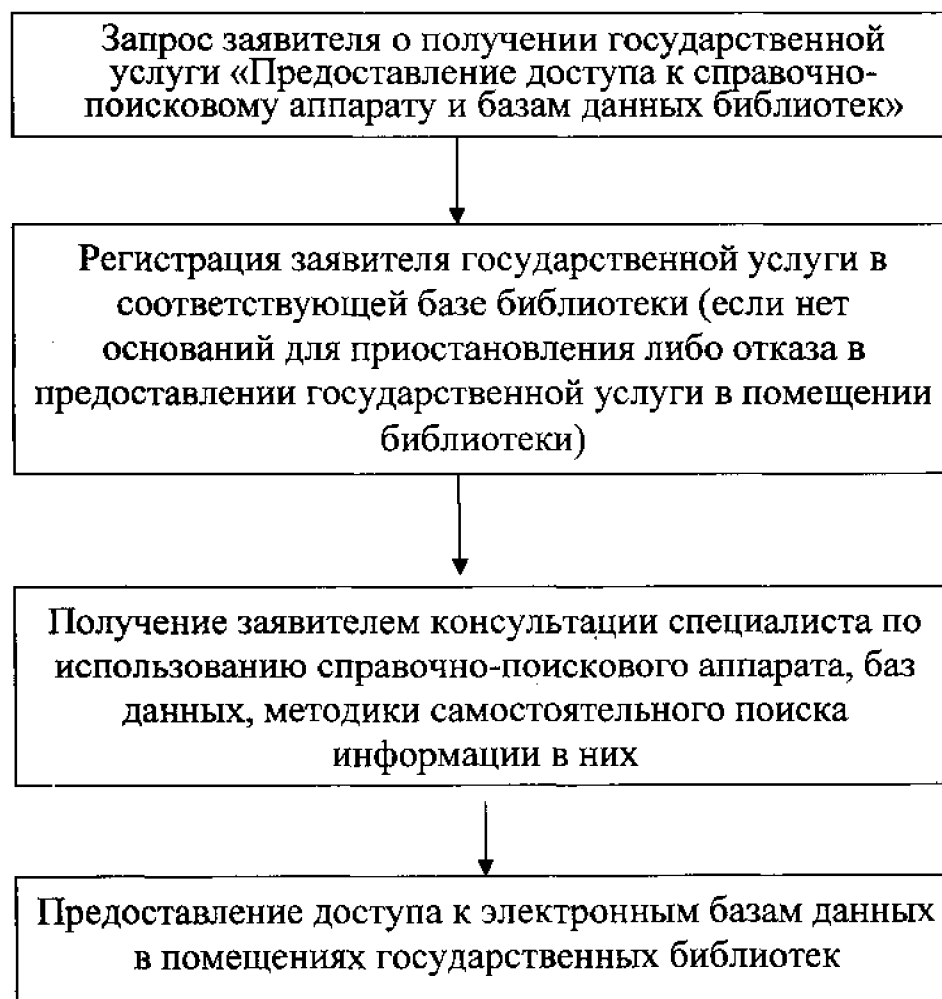 Запрос заявителя о получении государственной
услуги «Предоставление доступа к справочно-
поисковому аппарату и базам данных библиотек»
Регистрация заявителя государственной услуги в
соответствующей базе библиотеки (если нет
оснований для приостановления либо отказа в
предоставлении государственной услуги в помещении
библиотеки)
Получение заявителем консультации специалиста по
использованию справочно-поискового аппарата, баз
данных, методики самостоятельного поиска
информации в них
Предоставление доступа к электронным базам данных
в помещениях государственных библиотек